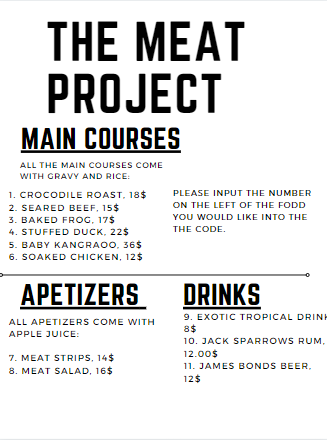 THE MEAT
PROJECT
MAIN COURSES
ALL THE MAIN COURSES COME
WITH GRAVY AND RICE:
1. CROCODILE ROAST, 18$
2. SEARED BEEF, 15$
3. BAKED FROG, 17$
4. STUFFED DUCK, 22$
5. BABY KANGRAOO, 36$
6. SOAKED CHICKEN, 12$
PLEASE INPUT THE NUMBER
ON THE LEFT OF THE FODD
YOU WOULD LIKE INTO THE
THE CODE.
APETIZERS
ALL APETIZERS COME WITH
APPLE JUICE:
7. MEAT STRIPS, 14$
8. MEAT SALAD, 16$
DRINKS
9. EXOTIC TROPICAL DRINK
8$
10. JACK SPARROWS RUM,
12.00$
11. JAMES BONDS BEER,
12$